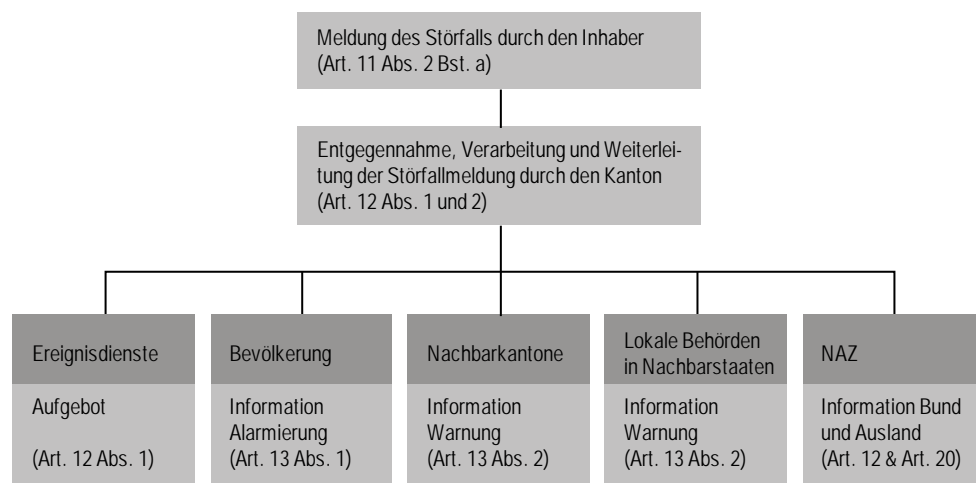 Meldung des Störfalls durch den Inhaber
(Art. 11 Abs. 2 Bst. a)
Entgegennahme, Verarbeitung und Weiterlei-
tung der Störfallmeldung durch den Kanton
(Art. 12 Abs. 1 und 2)
Ereignisdienste
Aufgebot
(Art. 12 Abs. 1)
Bevölkerung
Information
Alarmierung
(Art. 13 Abs. 1)
Nachbarkantone
Information
Warnung
(Art. 13 Abs. 2)
Lokale Behörden
in Nachbarstaaten
Information
Warnung
(Art. 13 Abs. 2)
NAZ
Information Bund
und Ausland
(Art. 12 & Art. 20)